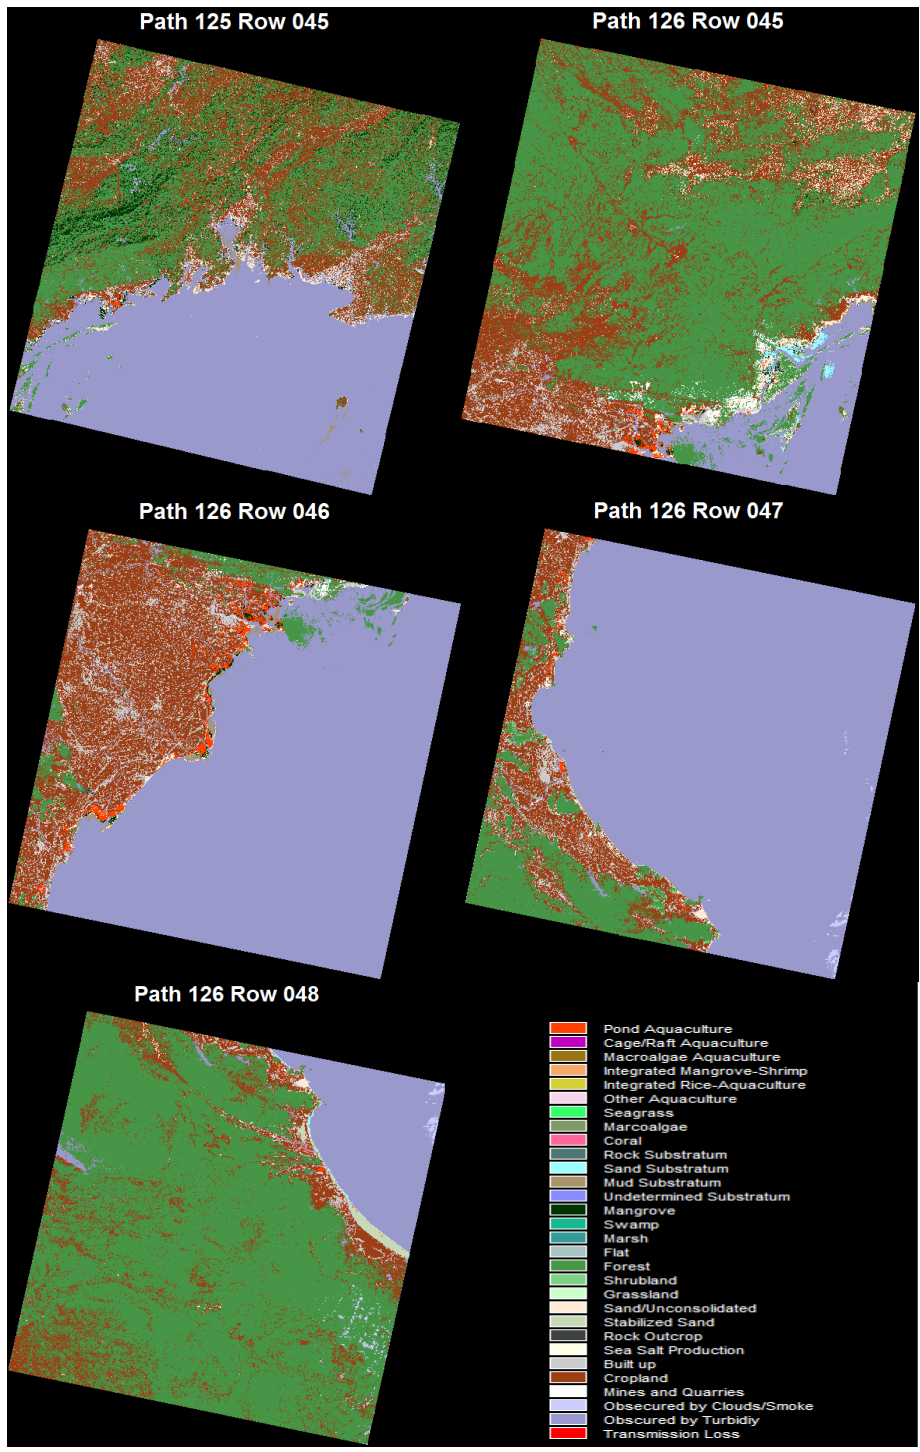 Path 125 Row 045
Path 126 Row 045
Path 126 Row 046
Path 126 Row 047
Path 126 Row 048
Pond Aquaculture
Cage/Raft Aquaculture
Macroalgae Aquaculture
Integrated Mangrove-Shrimp
Integrated Rice-Aquaculture
Other Aquaculture
Seagrass
Marcoalgae
Coral
Rock Substratum
Sand Substratum
Mud Substratum
Undetermined Substratum
Mangrove
Swamp
Marsh
Flat
Forest
Shrubland
Grassland
Sand/Unconsolidated
Stabilized Sand
Rock Outcrop
Sea Salt Production
Built up
Cropland
Mines and Quarries
Obsecured by Clouds/Smoke
Obscured by Turbidiy
Transmission Loss